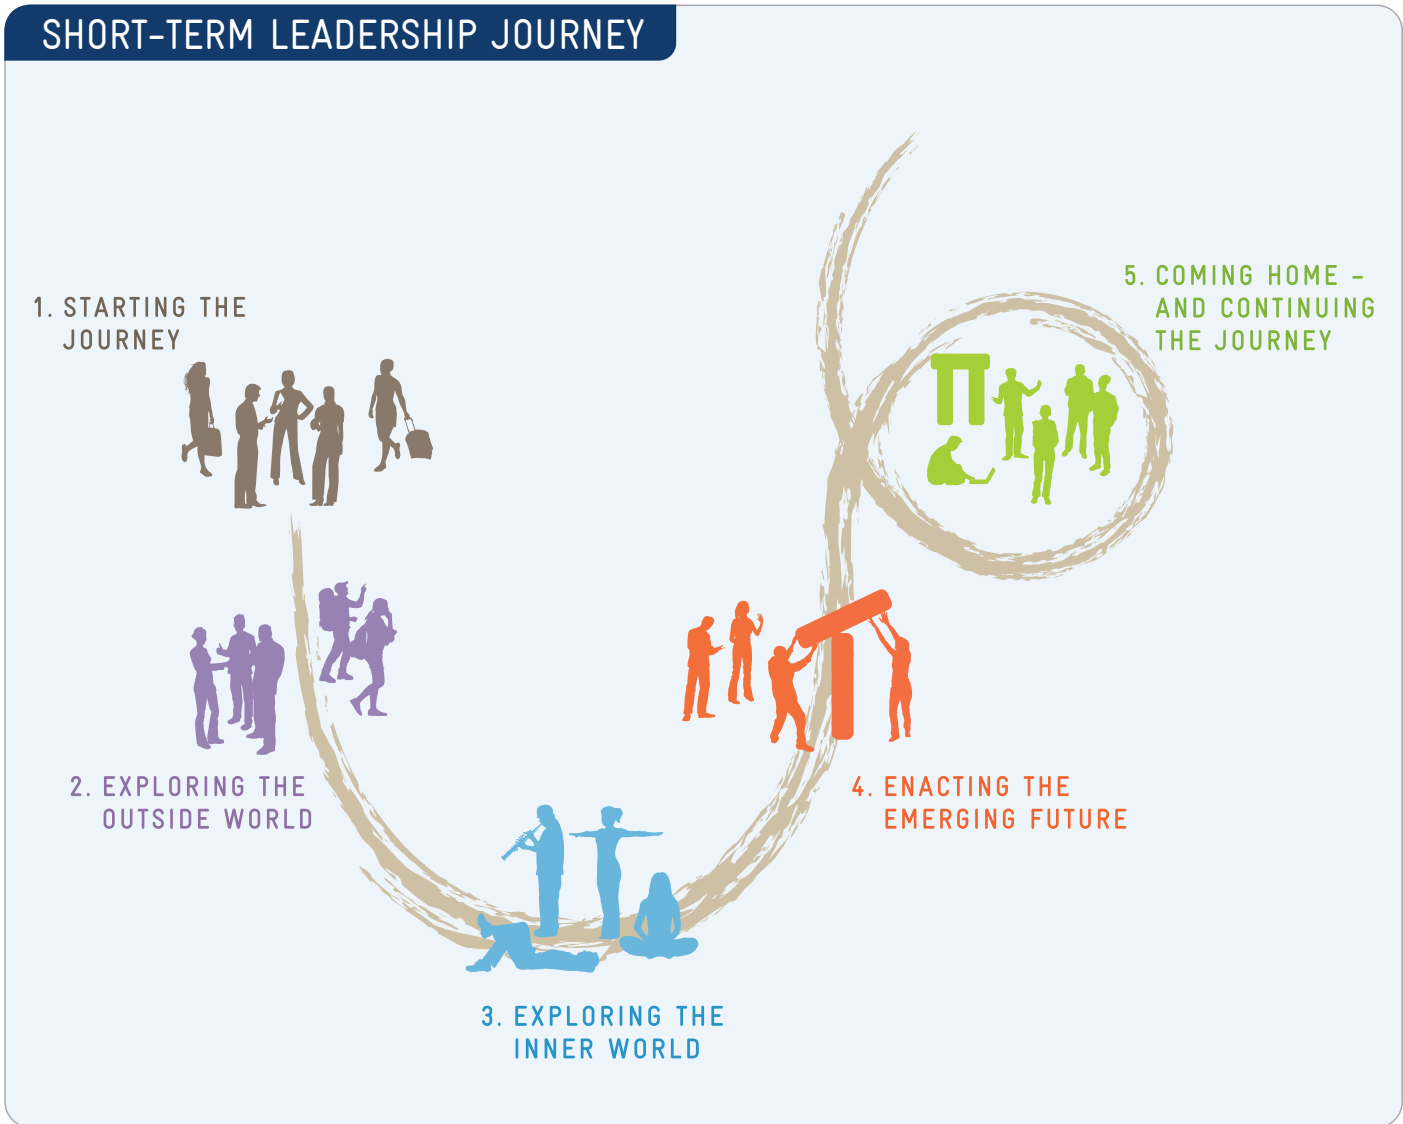 SHORT-TERM LEADERSHIP JOURNEY
1. STARTING THE
JOURNEY
2. EXPLORING THE
OUTSIDE WORLD
3. EXPLORING THE
INNER WORLD
4. ENACTING THE
EMERGING FUTURE
5. COMING HOME –
AND CONTINUING
THE JOURNEY